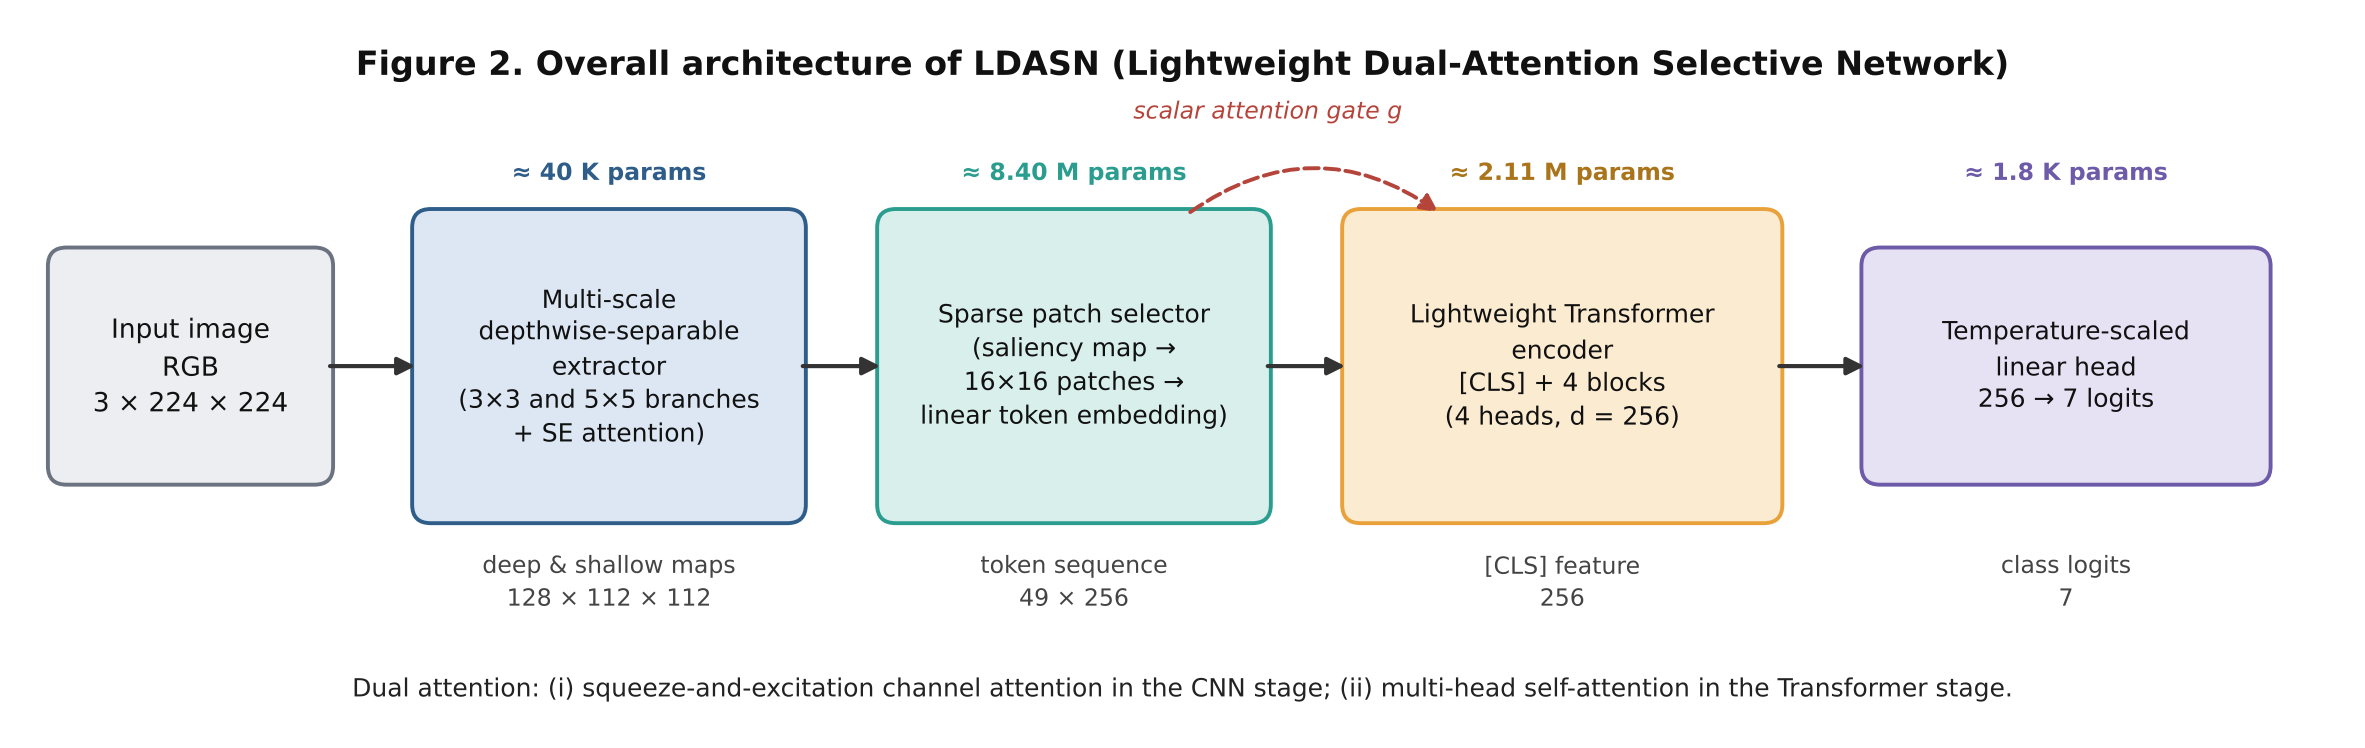 Figure 2. Overall architecture of LDASN (Lightweight Dual-Attention Selective Network)
scalar attention gate g
≈ 40 K params
≈ 8.40 M params
≈ 2.11 M params
≈ 1.8 K params
Input image
RGB
3 × 224 × 224
Multi-scale
depthwise-separable
extractor
(3×3 and 5×5 branches
+ SE attention)
Sparse patch selector
(saliency map →
16×16 patches →
linear token embedding)
Lightweight Transformer
encoder
[CLS] + 4 blocks
(4 heads, d = 256)
Temperature-scaled
linear head
256 → 7 logits
deep & shallow maps
128 × 112 × 112
token sequence
49 × 256
[CLS] feature
256
class logits
7
Dual attention: (i) squeeze-and-excitation channel attention in the CNN stage; (ii) multi-head self-attention in the Transformer stage.